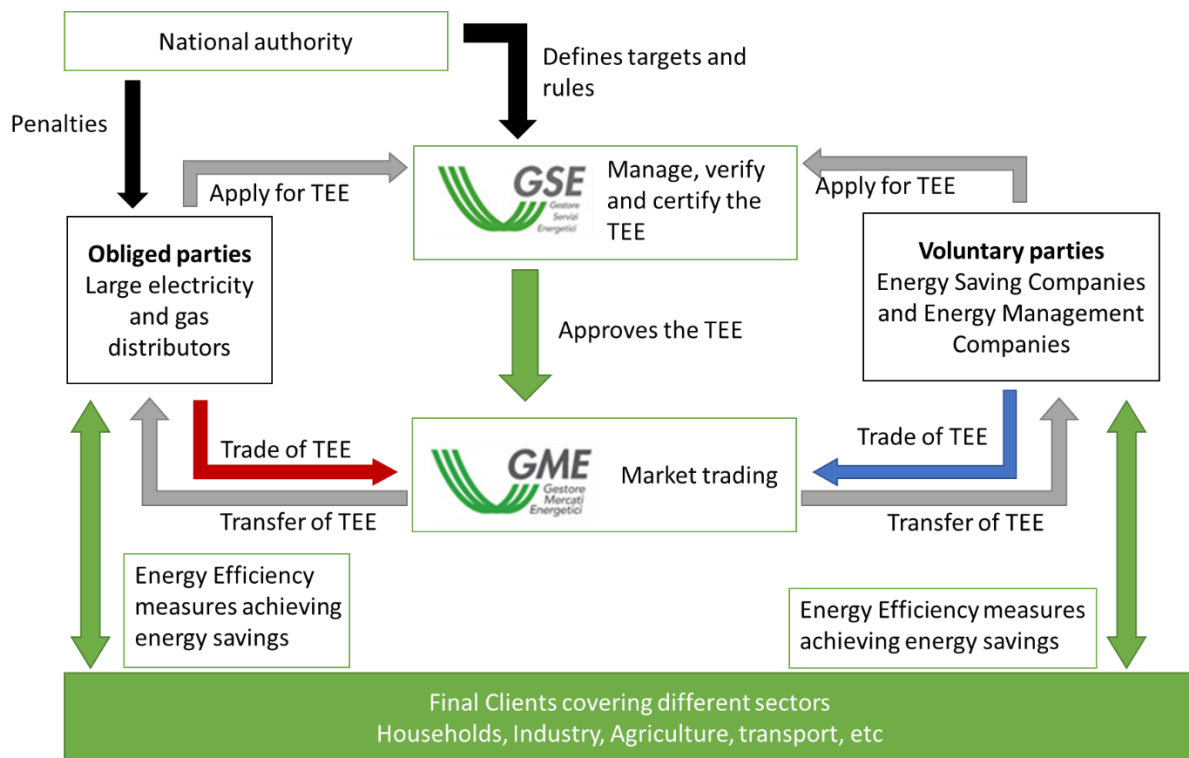 National authority
Defines targets and
rules
Penalties
Apply for TEE
GSE
Gestore
Servizi
Energetici
Manage, verify
and certify the
TEE
Apply for TEE
Obliged parties
Large electricity
and gas
distributors
Voluntary parties
Energy Saving Companies
and Energy Management
Companies
Approves the TEE
Trade of TEE
GME
Gestore
Mercati
Energetici
Market trading
Trade of TEE
Transfer of TEE
Transfer of TEE
Energy Efficiency
measures achieving
energy savings
Energy Efficiency measures
achieving energy savings
Final Clients covering different sectors
Households, Industry, Agriculture, transport, etc